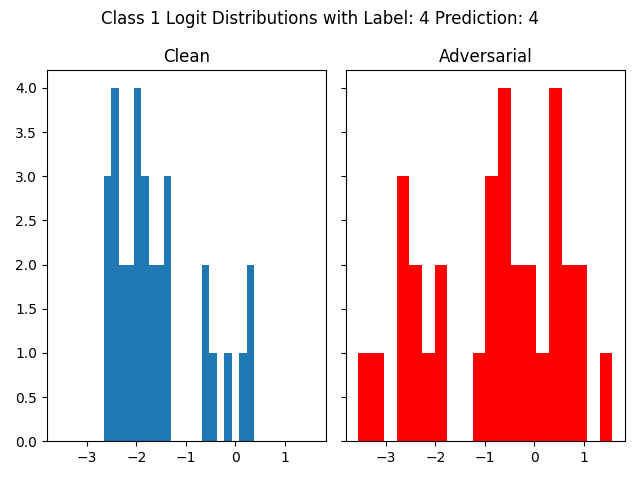 Class 1 Logit Distributions with Label: 4 Prediction: 4
Clean
Adversarial
4.0
3.5
3.0
2.5
2.0
1.5
1.0
0.5
0.0
−3 −2 −1 0 1
−3 −2 −1 0 1